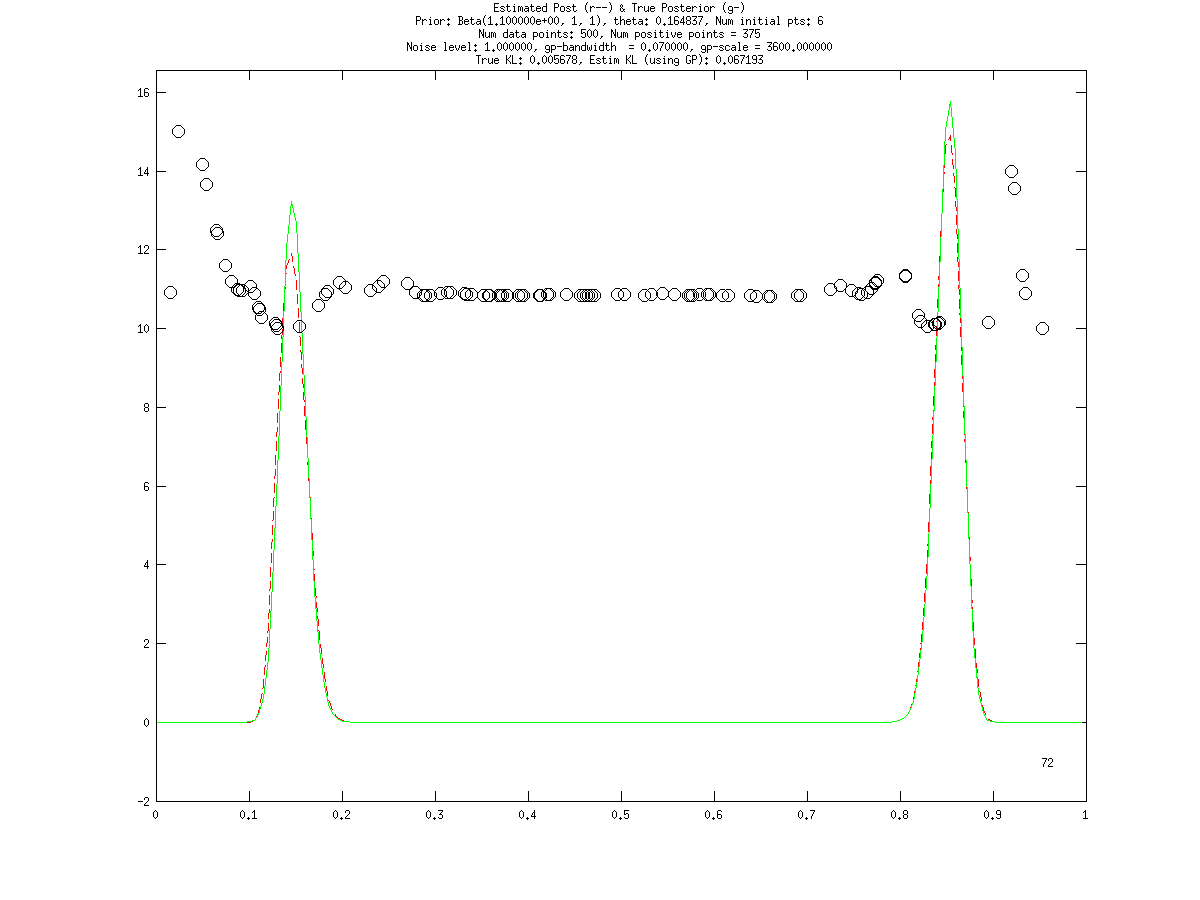 Estimated Post (r--) & True Posterior (g-)
Prior: Beta(1.100000e+00, 1, 1), theta: 0.164837, Num initial pts: 6
Num data points: 500, Num positive points = 375
Noise level: 1.000000, gp-bandwidth  = 0.070000, gp-scale = 3600.000000
True KL: 0.005678, Estim KL (using GP): 0.067193
16
14
12
10
8
6
4
2
0
72
-2
0 0.1 0.2 0.3 0.4 0.5 0.6 0.7 0.8 0.9 1